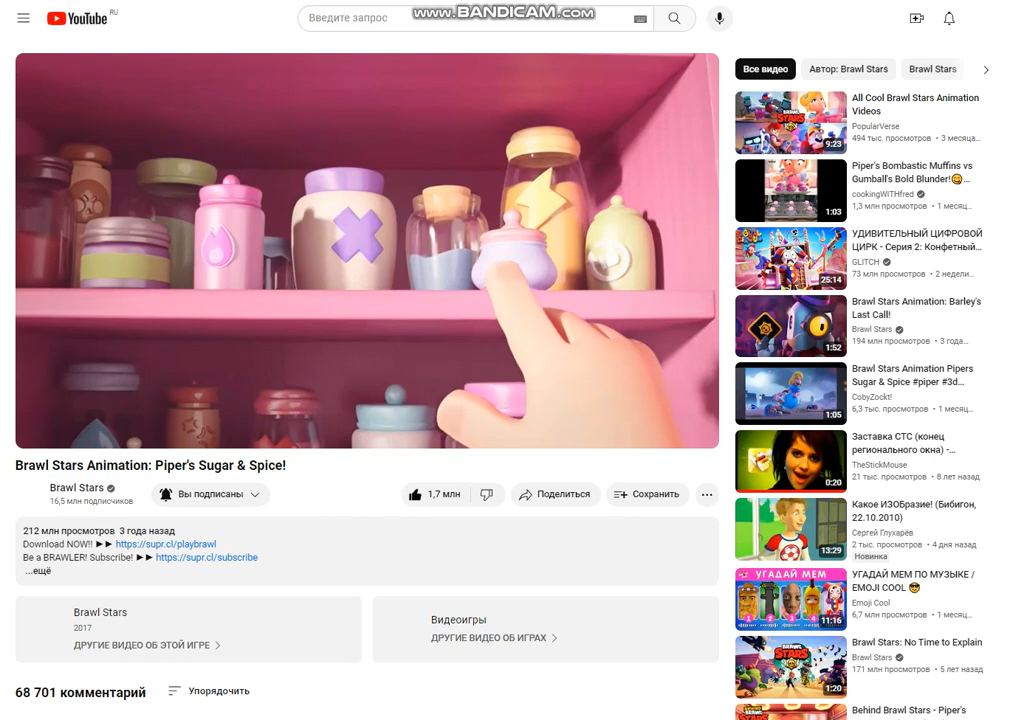 YouTube RU
Введите запрос
www.BANDICAM.com
Все видео
Автор: Brawl Stars
Brawl Stars
All Cool Brawl Stars Animation
Videos
PopularVerse
494 тыс. просмотров • 3 месяца...
9:23
Piper's Bombastic Muffins vs
Gumball's Bold Blunder!😋...
cookingWITHfred
1,3 млн просмотров • 1 месяц...
1:03
УДИВИТЕЛЬНЫЙ ЦИФРОВОЙ
ЦИРК - Серия 2: Конфетный...
GLITCH
73 млн просмотров • 2 недели...
25:14
Brawl Stars Animation: Barley's
Last Call!
Brawl Stars
194 млн просмотров • 3 года...
1:52
Brawl Stars Animation Pipers
Sugar & Spice #piper #3d...
CobyZockt!
6,3 тыс. просмотров • 1 месяц...
1:05
Заставка СТС (конец
регионального окна) -...
TheStickMouse
21 тыс. просмотров • 8 лет назад
0:20
Какое ИЗОбразие! (Бибигон,
22.10.2010)
Сергей Глухарёв
2 тыс. просмотров • 4 дня назад
Новинка
13:29
УГАДАЙ МЕМ
1 2 3 4
11:16
УГАДАЙ МЕМ ПО МУЗЫКЕ /
EMOJI COOL 😎
Emoji Cool
6,7 млн просмотров • 1 месяц...
BRAWL STARS
1:20
Brawl Stars: No Time to Explain
Brawl Stars
171 млн просмотров • 5 лет назад
Behind Brawl Stars - Piper's
Brawl Stars Animation: Piper's Sugar & Spice!
Brawl Stars
16,5 млн подписчиков
Вы подписаны
1,7 млн
Поделиться
Сохранить
212 млн просмотров 3 года назад
Download NOW!! ►► https://supr.cl/playbrawl
Be a BRAWLER! Subscribe! ►► https://supr.cl/subscribe
...ещё
Brawl Stars
2017
ДРУГИЕ ВИДЕО ОБ ЭТОЙ ИГРЕ
Видеоигры
ДРУГИЕ ВИДЕО ОБ ИГРАХ
68 701 комментарий
Упорядочить